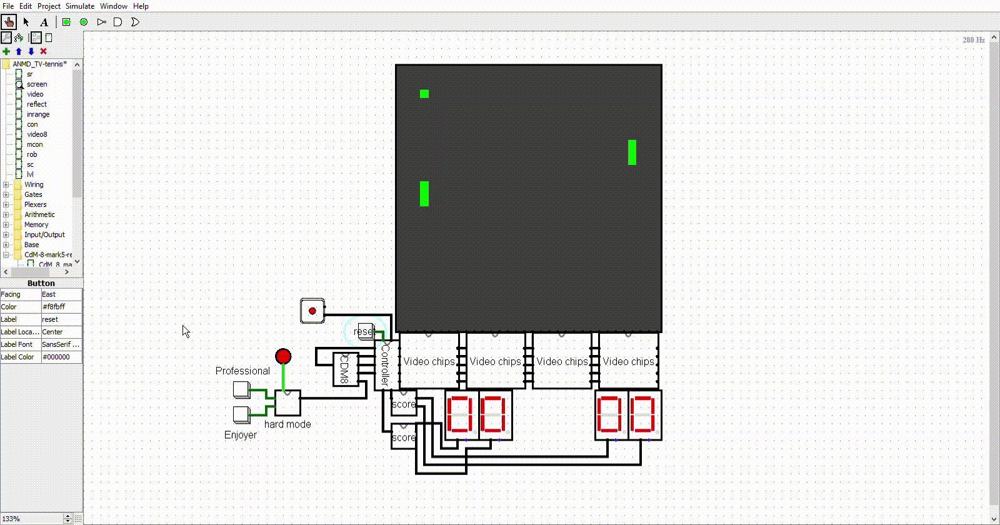 File Edit Project Simulate Window Help
A
280 Hz
ANMD_TV-tennis*
sr
screen
video
reflect
inrange
con
video8
mcon
rob
sc
lvl
Wiring
Gates
Plexers
Arithmetic
Memory
Input/Output
Base
CdM-8-mark5-re
CdM_8_ma
Button
Facing East
Color #f8fbff
Label reset
Label Loca... Center
Label Font SansSerif ...
Label Color #000000
133%
reset
Controller
CDM8
Video chips Video chips Video chips Video chips
Professional
Enjoyer
hard mode
score
score
00 00